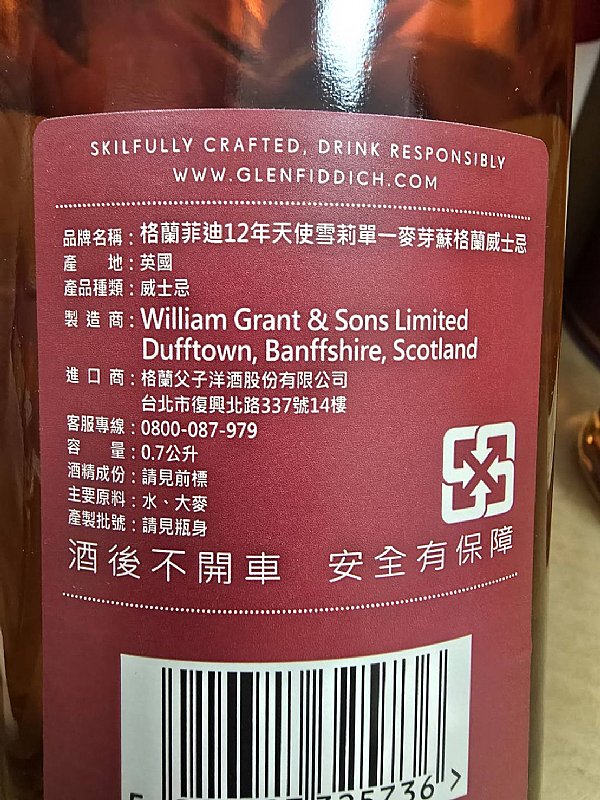 SKILFULLY CRAFTED, DRINK RESPONSIBLY
WWW.GLENFIDDICH.COM
品牌名稱：格蘭菲迪12年天使雪莉單一麥芽蘇格蘭威士忌
產地：英國
產品種類：威士忌
製造商：William Grant & Sons Limited
Dufftown, Banffshire, Scotland
進口商：格蘭父子洋酒股份有限公司
台北市復興北路337號14樓
客服專線：0800-087-979
容量：0.7公升
酒精成份：請見前標
主要原料：水、大麥
產製批號：請見瓶身
酒後不開車 安全有保障